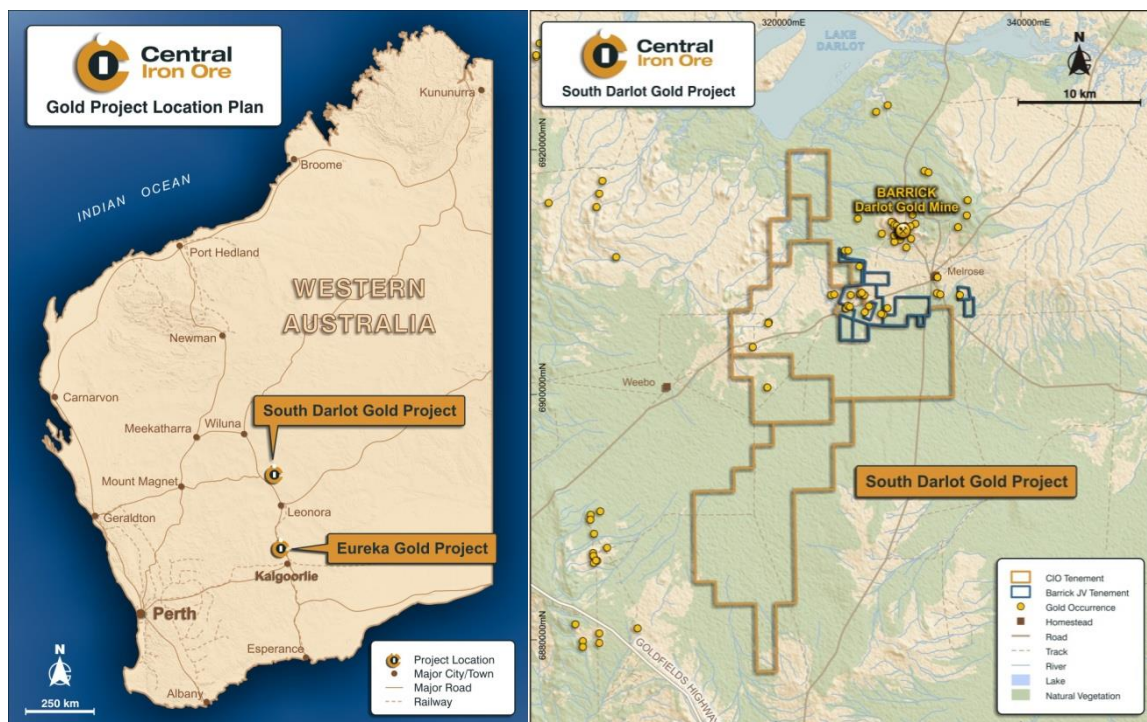 Central
Iron Ore
Gold Project Location Plan
Kununurra
Broome
INDIAN OCEAN
Port Hedland
WESTERN
AUSTRALIA
Newman
Carnarvon
South Darlot Gold Project
Meekatharra
Wiluna
Mount Magnet
Leonora
Geraldton
Eureka Gold Project
Kalgoorlie
Perth
Esperance
Albany
N
250 km
Project Location
Major City/Town
Major Road
Railway
Central
Iron Ore
South Darlot Gold Project
320000mE
340000mE
LAKE
DARLOT
N
10 km
6920000mN
BARRICK
Darlot Gold Mine
Melrose
Weebo
6900000mN
South Darlot Gold Project
6880000mN
GOLDFIELDS HIGHWAY
CIO Tenement
Barrick JV Tenement
Gold Occurrence
Homestead
Road
Track
River
Lake
Natural Vegetation